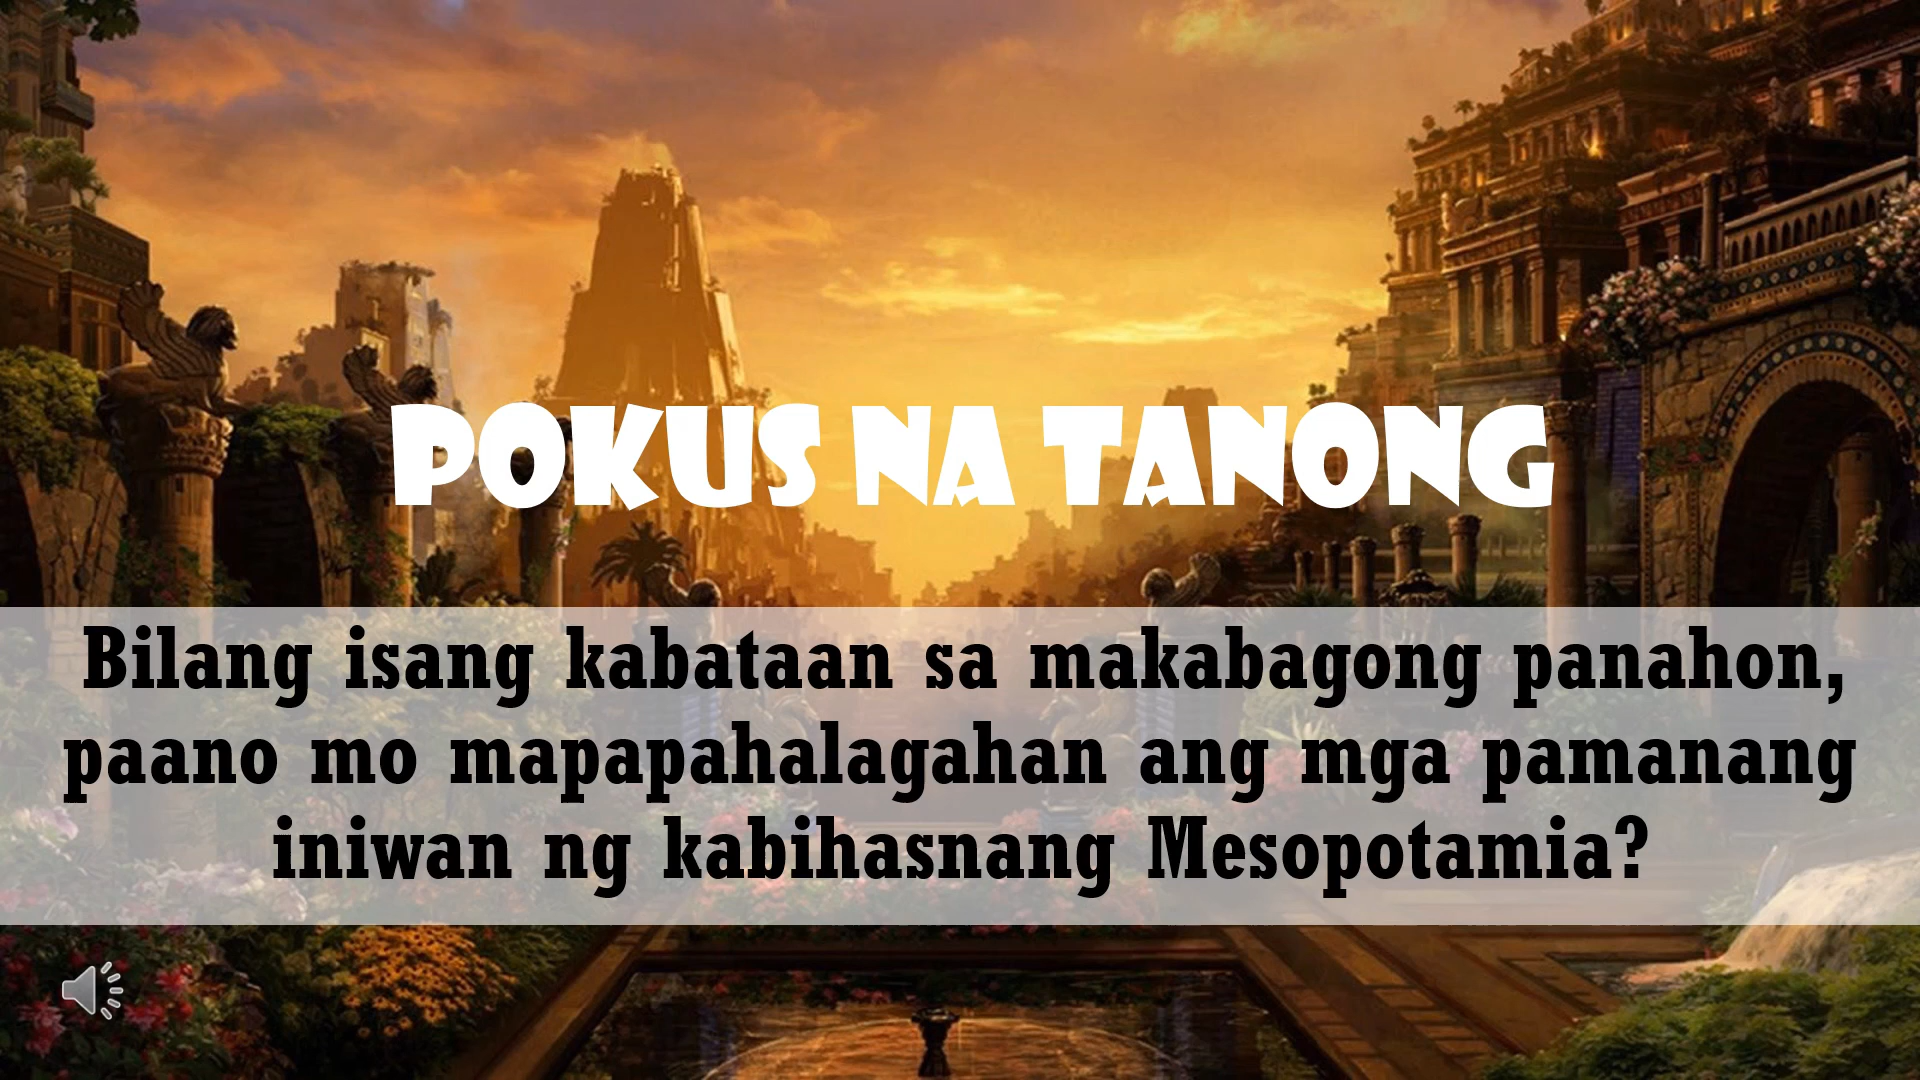 POKUS NA TANONG
Bilang isang kabataan sa makabagong panahon,
paano mo mapapahalagahan ang mga pamanang
iniwan ng kabihasnang Mesopotamia?